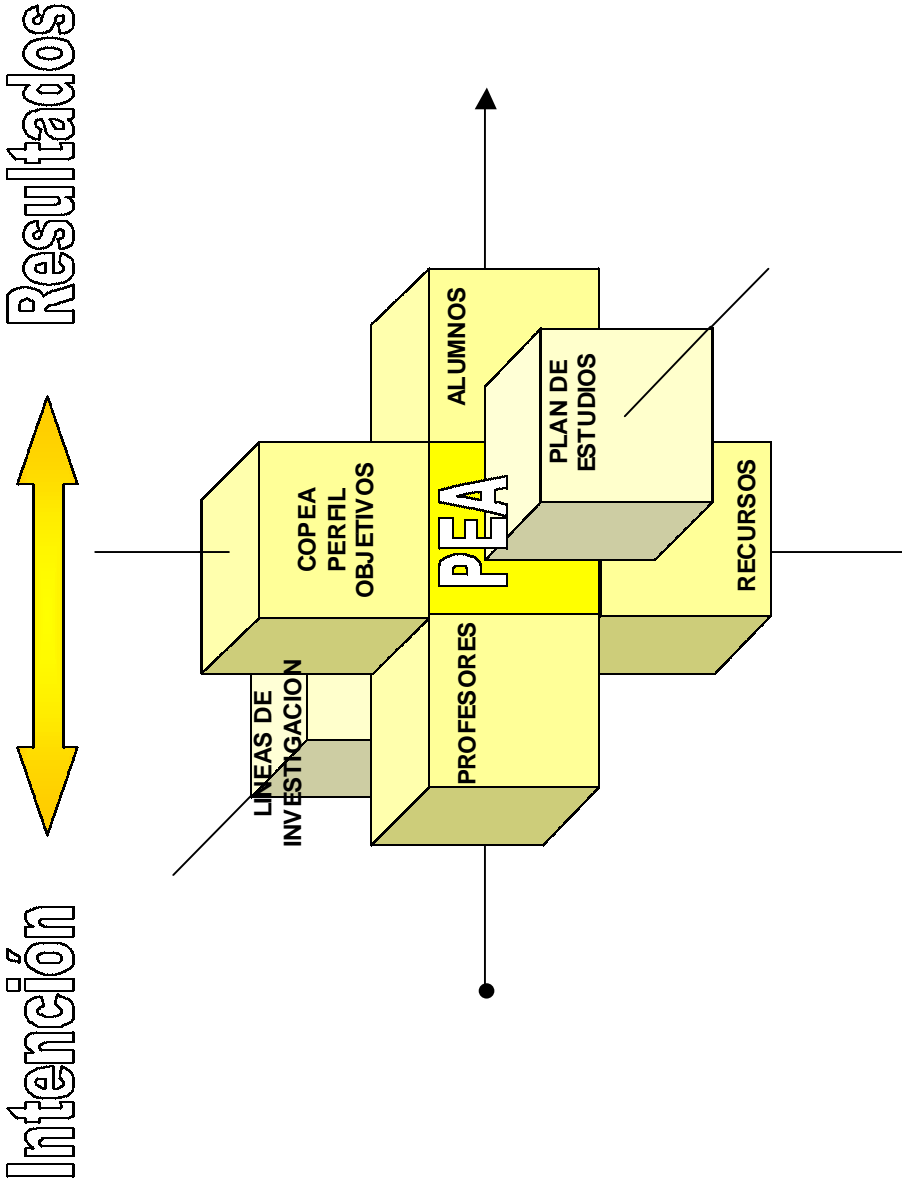 Intención
Resultados
LINEAS DE
INVESTIGACION
COPEA
PERFIL
OBJETIVOS
PROFESORES
PEA
ALUMNOS
PLAN DE
ESTUDIOS
RECURSOS